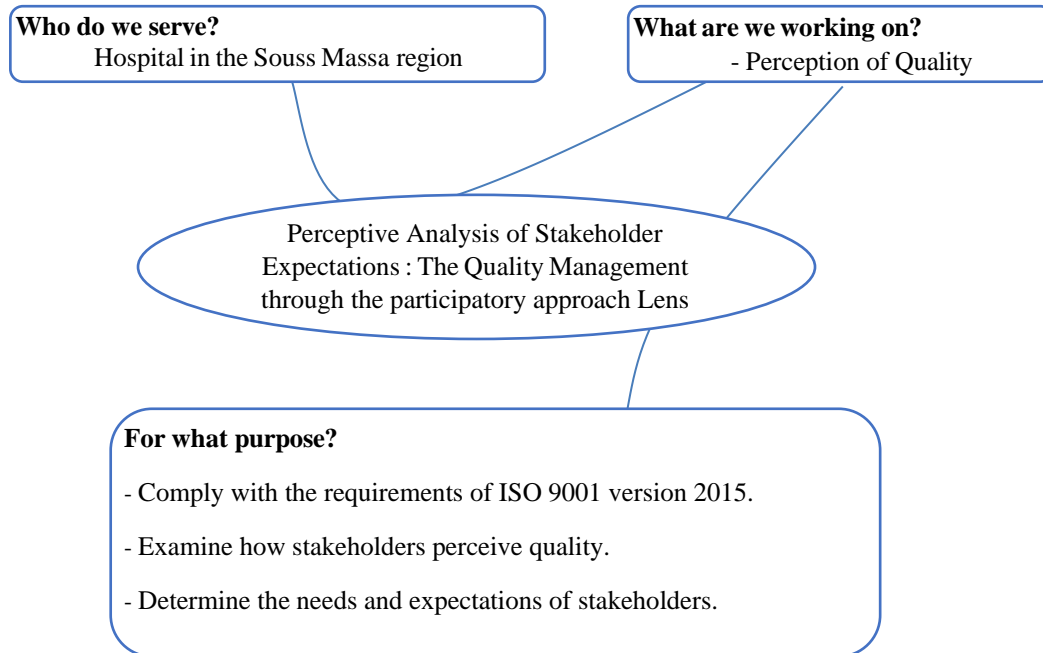 Who do we serve?
Hospital in the Souss Massa region
What are we working on?
- Perception of Quality
Perceptive Analysis of Stakeholder
Expectations : The Quality Management
through the participatory approach Lens
For what purpose?
- Comply with the requirements of ISO 9001 version 2015.
- Examine how stakeholders perceive quality.
- Determine the needs and expectations of stakeholders.